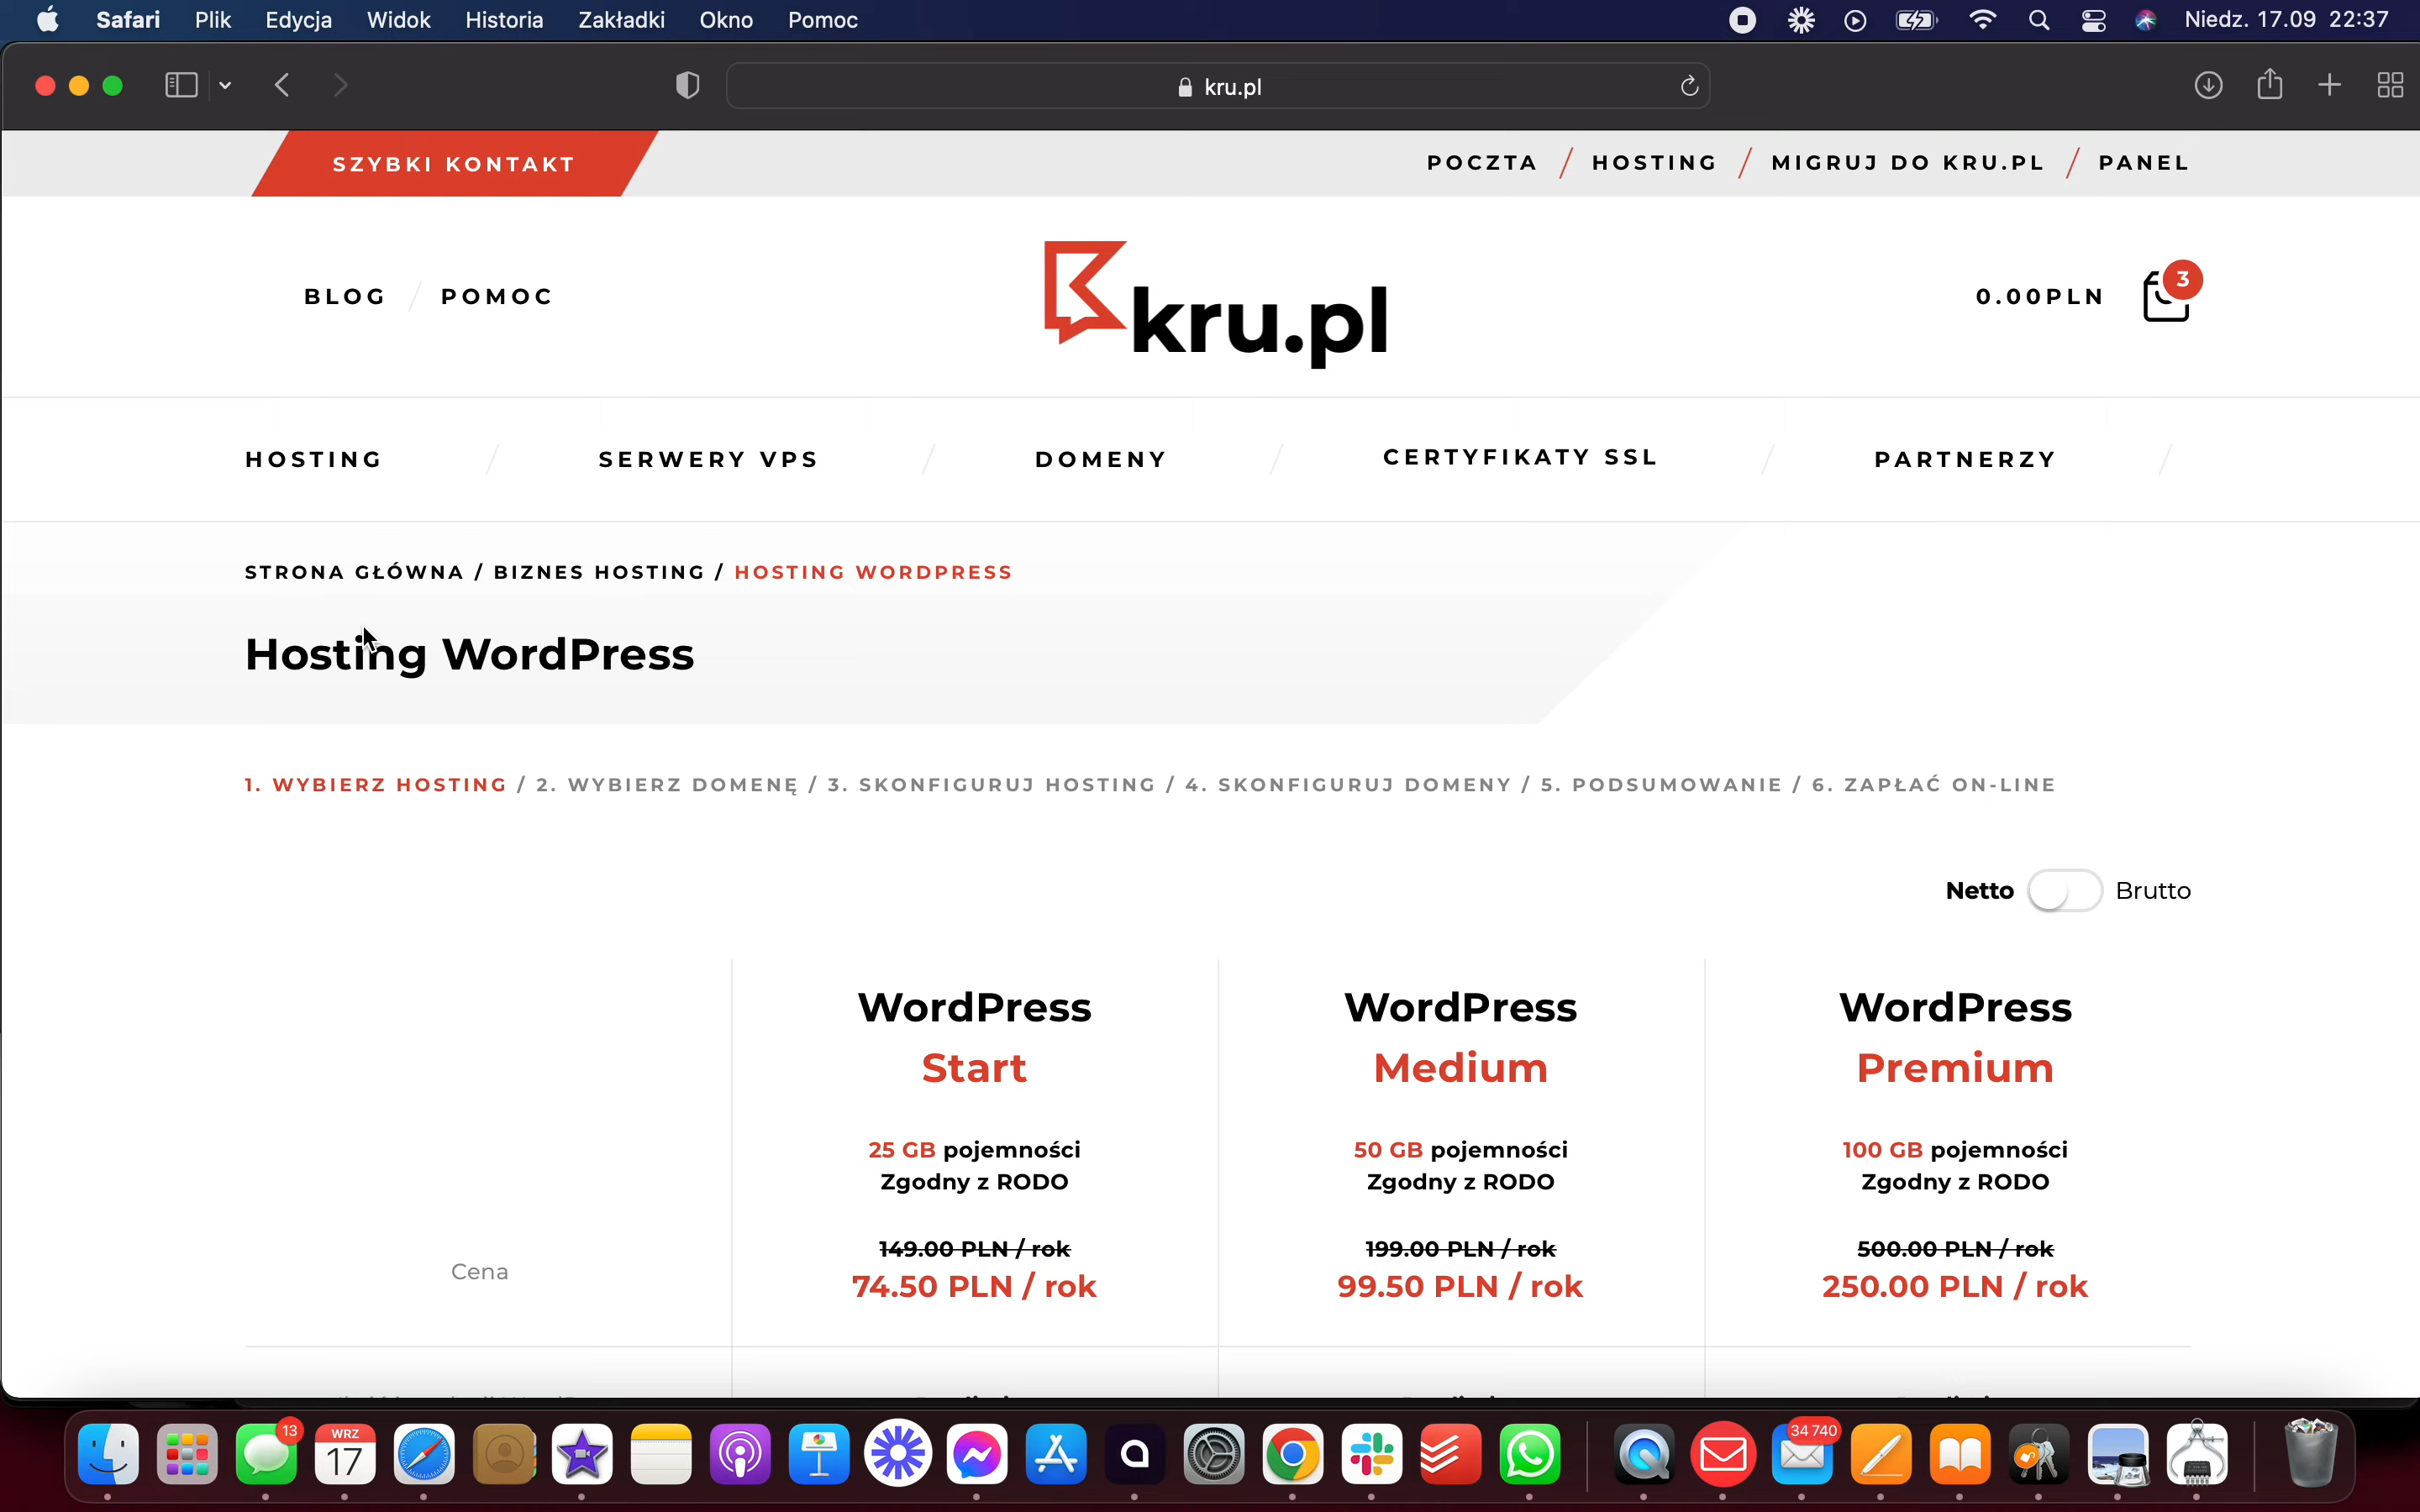 Safari Plik Edycja Widok Historia Zakładki Okno Pomoc Niedz. 17.09 22:37
kru.pl
SZYBKI KONTAKT
POCZTA / HOSTING / MIGRUJ DO KRU.PL / PANEL
BLOG / POMOC
kru.pl
0.00PLN 3
HOSTING / SERWERY VPS / DOMENY / CERTYFIKATY SSL / PARTNERZY /
STRONA GŁÓWNA / BIZNES HOSTING / HOSTING WORDPRESS
Hosting WordPress
1. WYBIERZ HOSTING / 2. WYBIERZ DOMENĘ / 3. SKONFIGURUJ HOSTING / 4. SKONFIGURUJ DOMENY / 5. PODSUMOWANIE / 6. ZAPŁAĆ ON-LINE
Netto Brutto
WordPress WordPress WordPress
Start Medium Premium
25 GB pojemności 50 GB pojemności 100 GB pojemności
Zgodny z RODO Zgodny z RODO Zgodny z RODO
149.00 PLN / rok 199.00 PLN / rok 500.00 PLN / rok
Cena 74.50 PLN / rok 99.50 PLN / rok 250.00 PLN / rok
13 WRZ 34 740
17